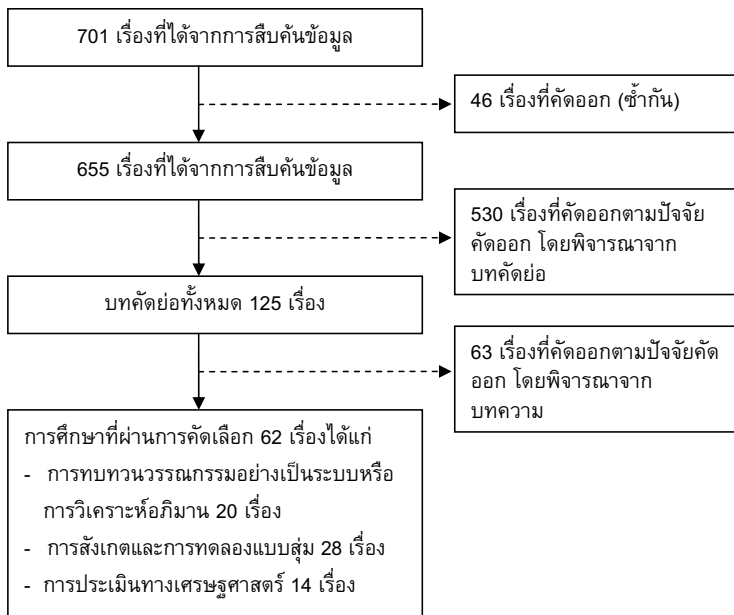 701 เรื่องที่ได้จากการสืบค้นข้อมูล
46 เรื่องที่คัดออก (ซ้ำกัน)
655 เรื่องที่ได้จากการสืบค้นข้อมูล
530 เรื่องที่คัดออกตามปัจจัย
คัดออก โดยพิจารณาจาก
บทคัดย่อ
บทคัดย่อทั้งหมด 125 เรื่อง
63 เรื่องที่คัดออกตามปัจจัยคัด
ออก โดยพิจารณาจาก
บทความ
การศึกษาที่ผ่านการคัดเลือก 62 เรื่องได้แก่
- การทบทวนวรรณกรรมอย่างเป็นระบบหรือ
การวิเคราะห์อภิมาน 20 เรื่อง
- การสังเกตและการทดลองแบบสุ่ม 28 เรื่อง
- การประเมินทางเศรษฐศาสตร์ 14 เรื่อง